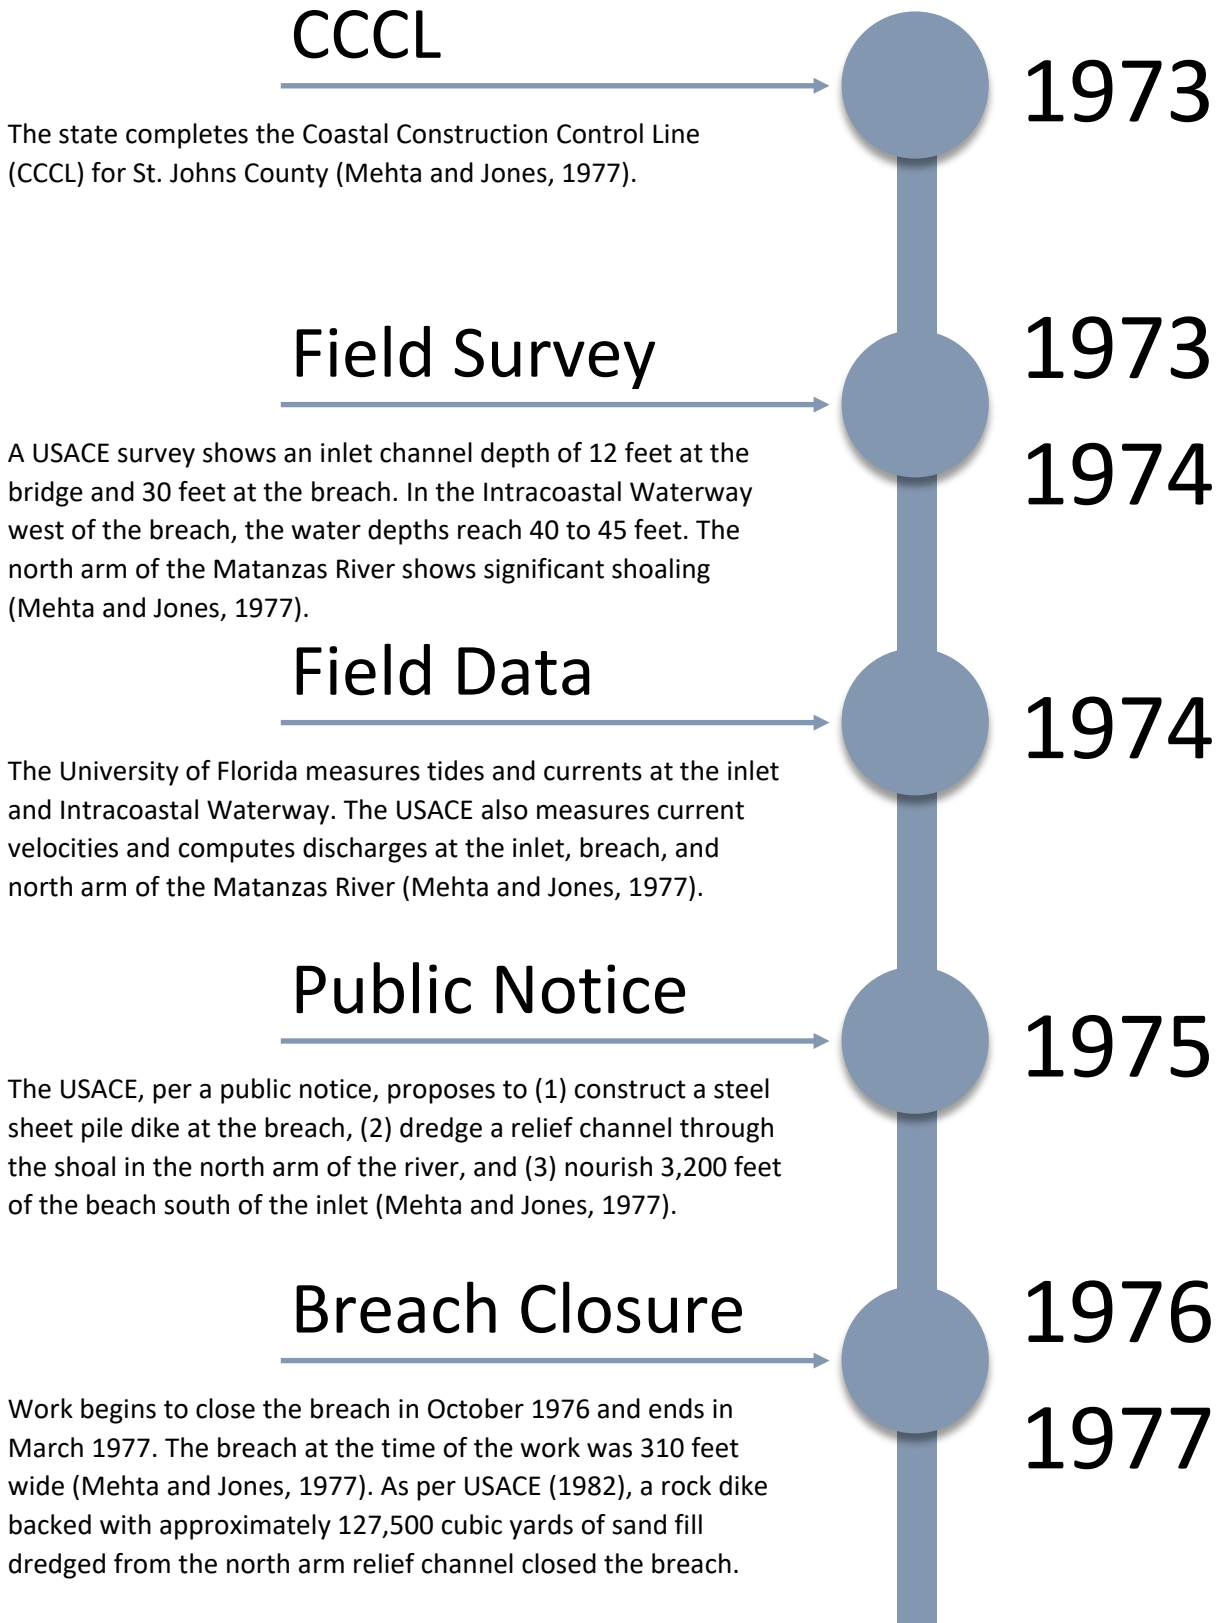 CCCL
1973
The state completes the Coastal Construction Control Line
(CCCL) for St. Johns County (Mehta and Jones, 1977).
Field Survey
1973
1974
A USACE survey shows an inlet channel depth of 12 feet at the
bridge and 30 feet at the breach. In the Intracoastal Waterway
west of the breach, the water depths reach 40 to 45 feet. The
north arm of the Matanzas River shows significant shoaling
(Mehta and Jones, 1977).
Field Data
1974
The University of Florida measures tides and currents at the inlet
and Intracoastal Waterway. The USACE also measures current
velocities and computes discharges at the inlet, breach, and
north arm of the Matanzas River (Mehta and Jones, 1977).
Public Notice
1975
The USACE, per a public notice, proposes to (1) construct a steel
sheet pile dike at the breach, (2) dredge a relief channel through
the shoal in the north arm of the river, and (3) nourish 3,200 feet
of the beach south of the inlet (Mehta and Jones, 1977).
Breach Closure
1976
1977
Work begins to close the breach in October 1976 and ends in
March 1977. The breach at the time of the work was 310 feet
wide (Mehta and Jones, 1977). As per USACE (1982), a rock dike
backed with approximately 127,500 cubic yards of sand fill
dredged from the north arm relief channel closed the breach.